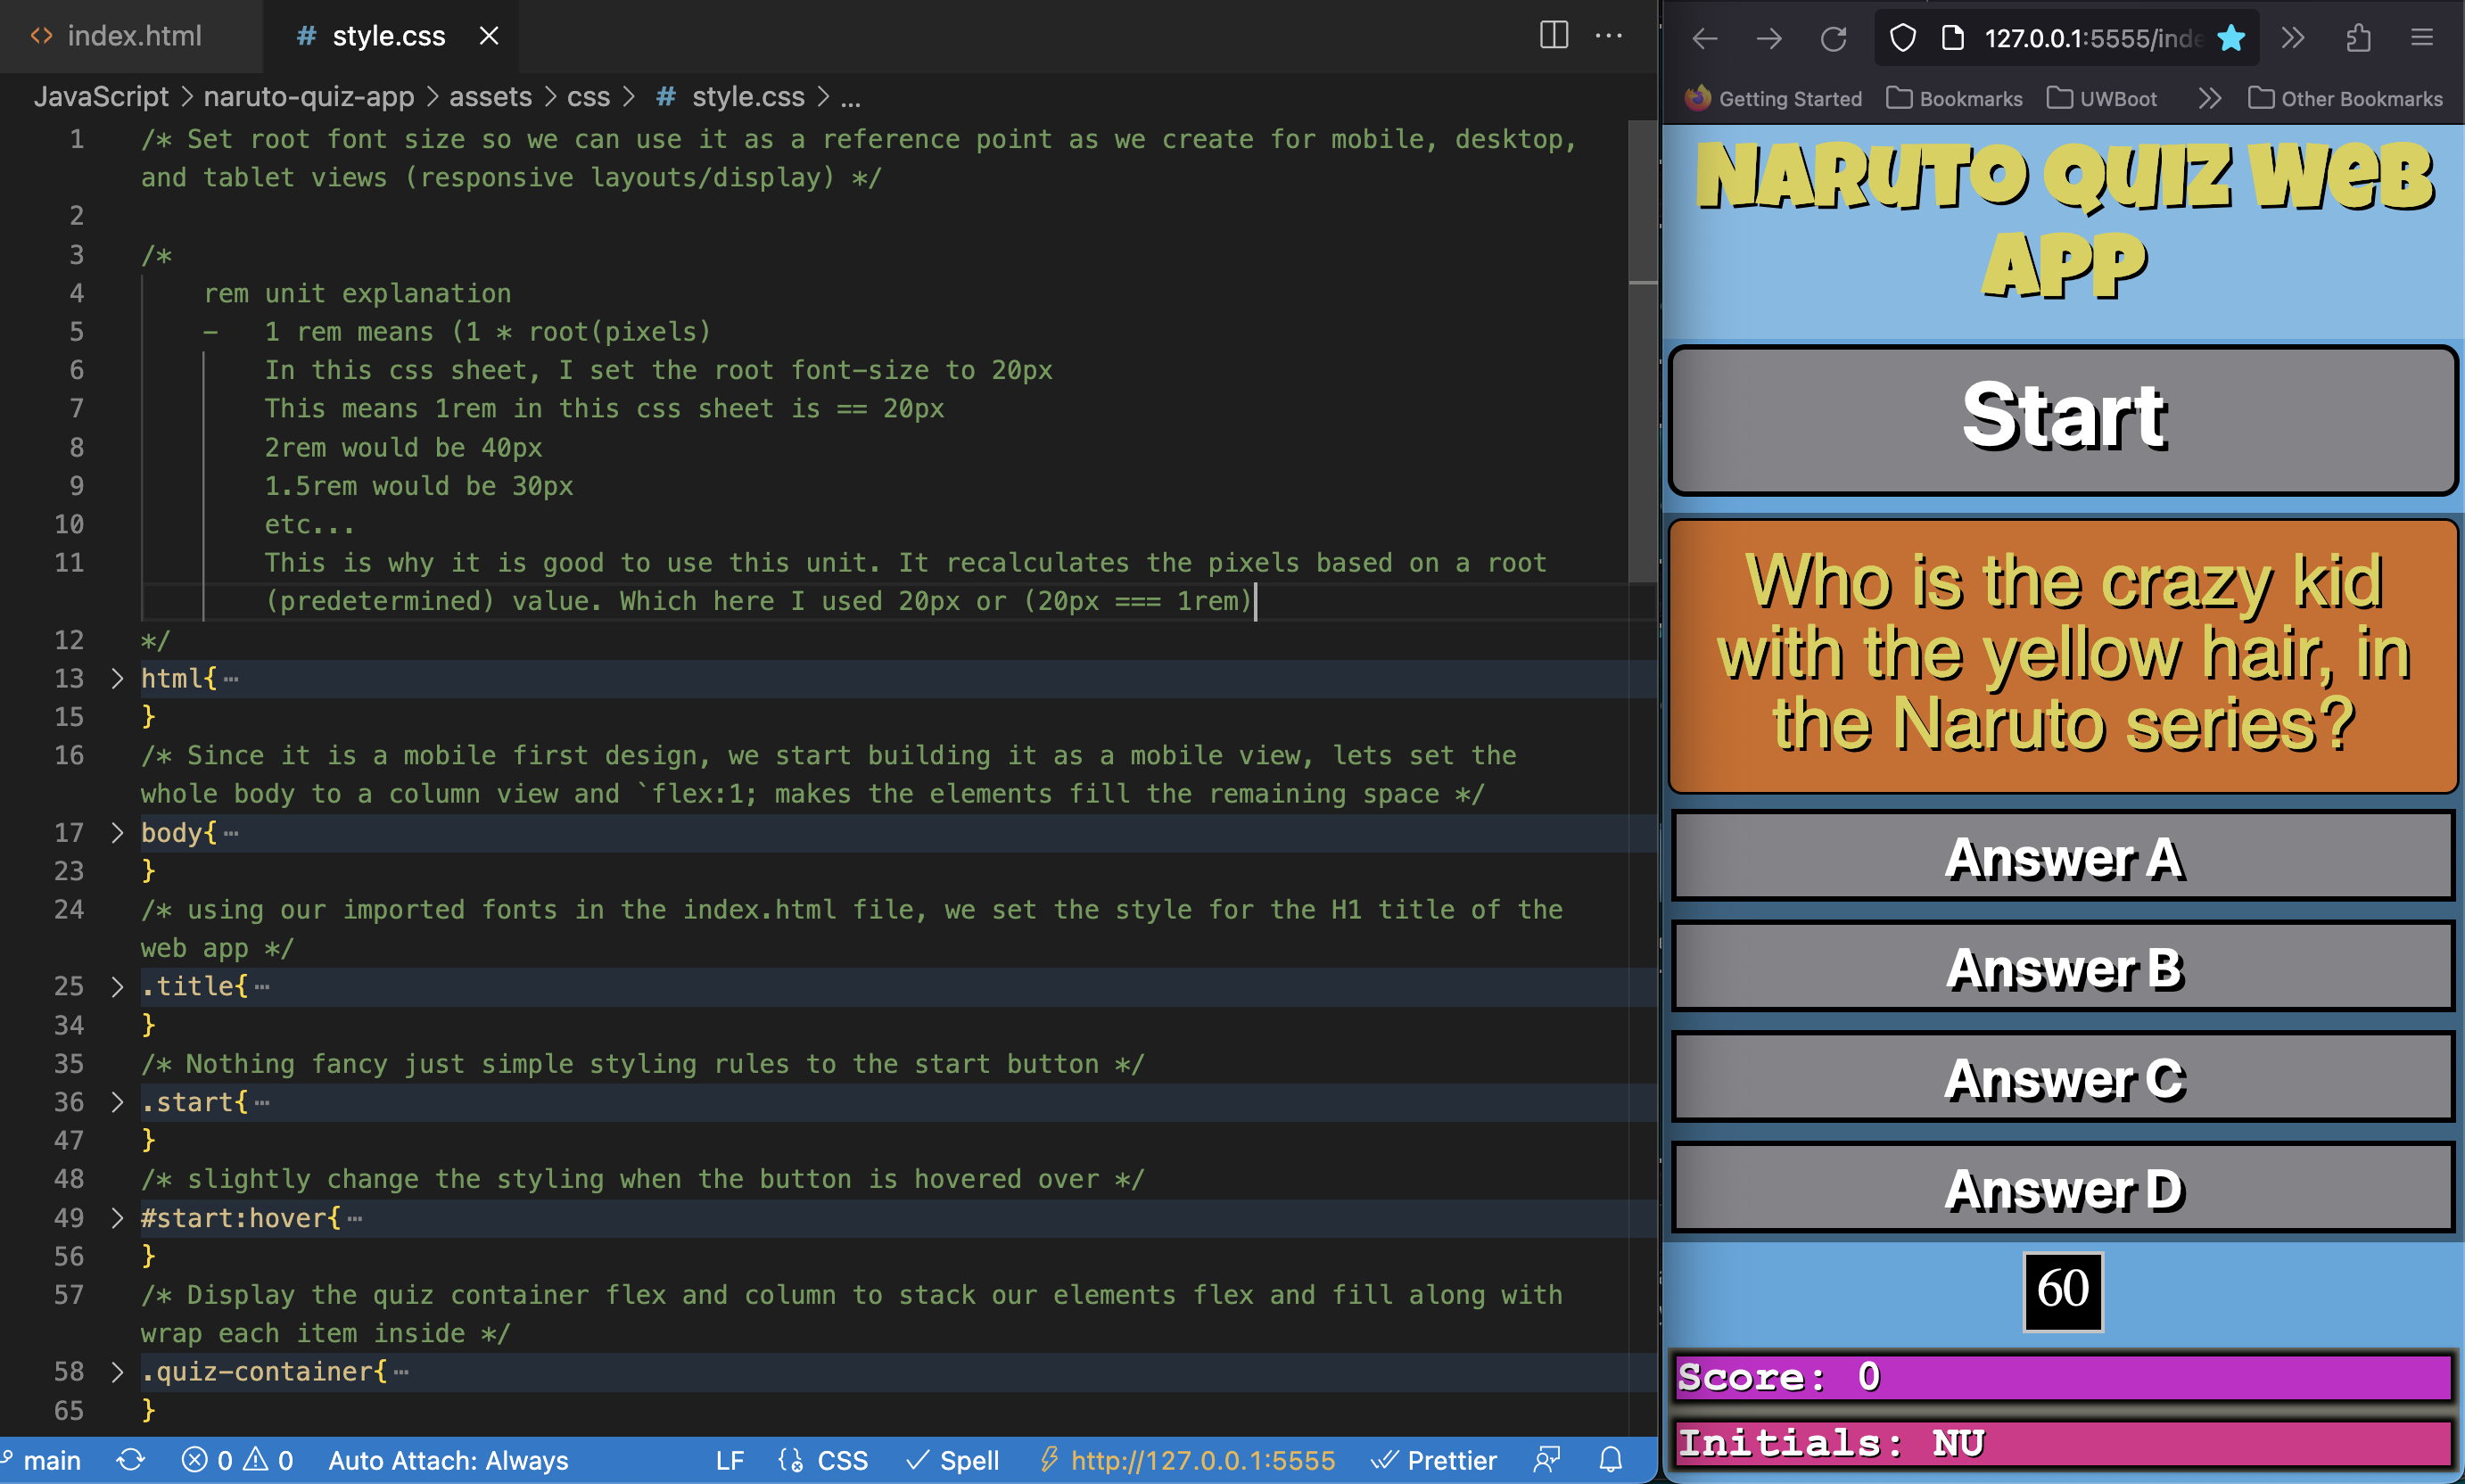 index.html
# style.css
JavaScript > naruto-quiz-app > assets > css > # style.css > ...
1 /* Set root font size so we can use it as a reference point as we create for mobile, desktop,
and tablet views (responsive layouts/display) */
2
3 /*
4 rem unit explanation
5 - 1 rem means (1 * root(pixels)
6 In this css sheet, I set the root font-size to 20px
7 This means 1rem in this css sheet is == 20px
8 2rem would be 40px
9 1.5rem would be 30px
10 etc...
11 This is why it is good to use this unit. It recalculates the pixels based on a root
(predetermined) value. Which here I used 20px or (20px === 1rem)
12 */
13 html{
15 }
16 /* Since it is a mobile first design, we start building it as a mobile view, lets set the
whole body to a column view and `flex:1; makes the elements fill the remaining space */
17 body{
23 }
24 /* using our imported fonts in the index.html file, we set the style for the H1 title of the
web app */
25 .title{
34 }
35 /* Nothing fancy just simple styling rules to the start button */
36 .start{
47 }
48 /* slightly change the styling when the button is hovered over */
49 #start:hover{
56 }
57 /* Display the quiz container flex and column to stack our elements flex and fill along with
wrap each item inside */
58 .quiz-container{
65 }
main 0 0 Auto Attach: Always LF CSS Spell http://127.0.0.1:5555 Prettier
127.0.0.1:5555/inde
Getting Started Bookmarks UWBoot Other Bookmarks
NARUTO QUIZ WEB
APP
Start
Who is the crazy kid
with the yellow hair, in
the Naruto series?
Answer A
Answer B
Answer C
Answer D
60
Score: 0
Initials: NU